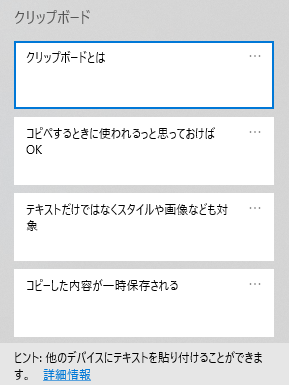 クリップボード
クリップボードとは
コピペするときに使われるっと思っておけば
OK
テキストだけではなくスタイルや画像なども対
象
コピーした内容が一時保存される
ヒント: 他のデバイスにテキストを貼り付けることができま
す。 詳細情報